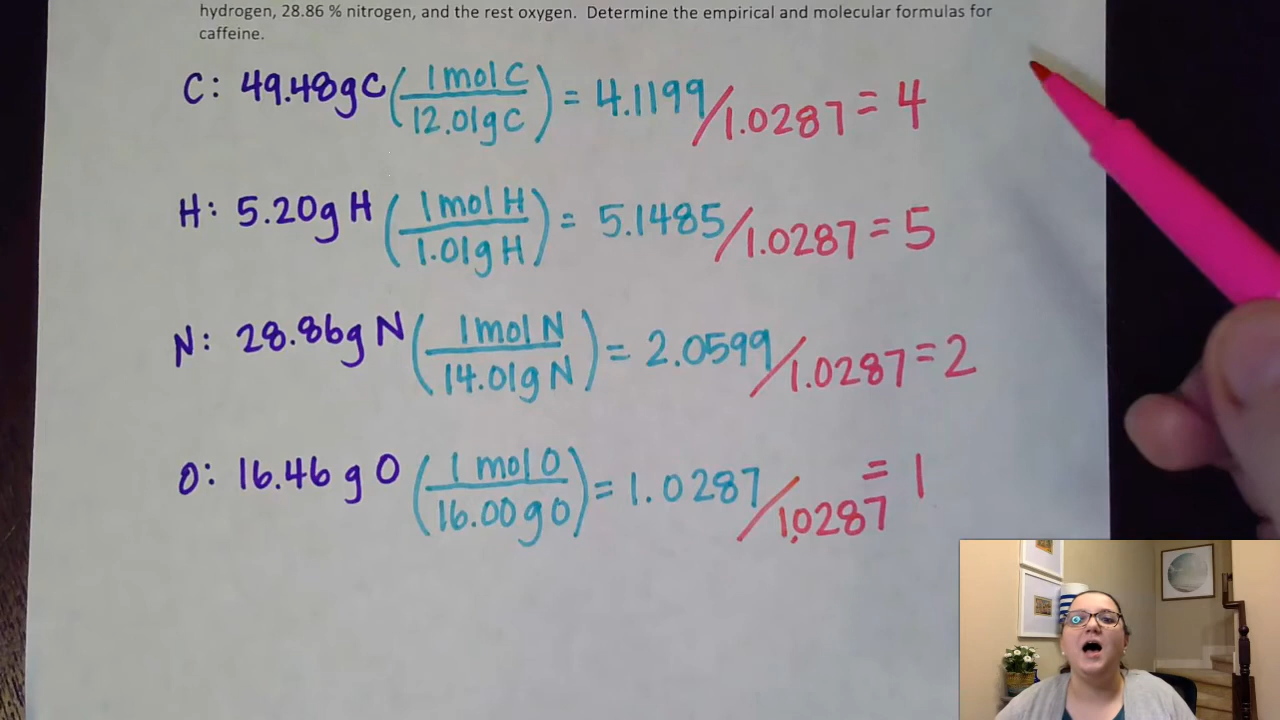 hydrogen, 28.86 % nitrogen, and the rest oxygen. Determine the empirical and molecular formulas for
caffeine.
C: 49.48gC (1molC/12.01gC) = 4.1199/1.0287 = 4
H: 5.20g H (1mol H/1.01g H) = 5.1485/1.0287 = 5
N: 28.86g N (1mol N/14.01g N) = 2.0599/1.0287 = 2
O: 16.46 g O (1 mol O/16.00 g O) = 1.0287/1.0287 = 1